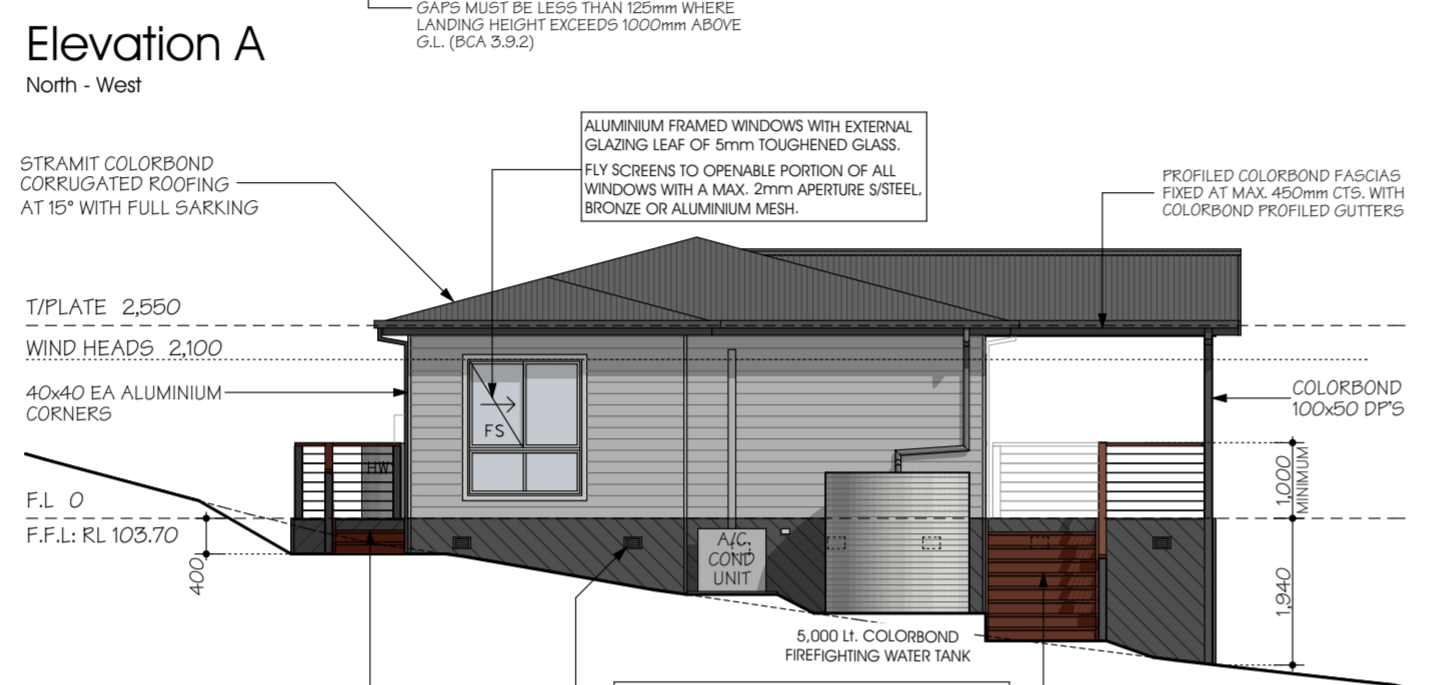 GAPS MUST BE LESS THAN 125mm WHERE
LANDING HEIGHT EXCEEDS 1000mm ABOVE
G.L. (BCA 3.9.2)
Elevation A
North - West
ALUMINIUM FRAMED WINDOWS WITH EXTERNAL
GLAZING LEAF OF 5mm TOUGHENED GLASS.
FLY SCREENS TO OPENABLE PORTION OF ALL
WINDOWS WITH A MAX. 2mm APERTURE S/STEEL,
BRONZE OR ALUMINIUM MESH.
STRAMIT COLORBOND
CORRUGATED ROOFING
AT 15° WITH FULL SARKING
PROFILED COLORBOND FASCIAS
FIXED AT MAX. 450mm CTS. WITH
COLORBOND PROFILED GUTTERS
T/PLATE 2,550
WIND HEADS 2,100
40x40 EA ALUMINIUM
CORNERS
COLORBOND
100x50 DP'S
FS
HW
1,000
MINIMUM
F.L 0
F.F.L: RL 103.70
400
A/C.
COND
UNIT
1,940
5,000 Lt. COLORBOND
FIREFIGHTING WATER TANK